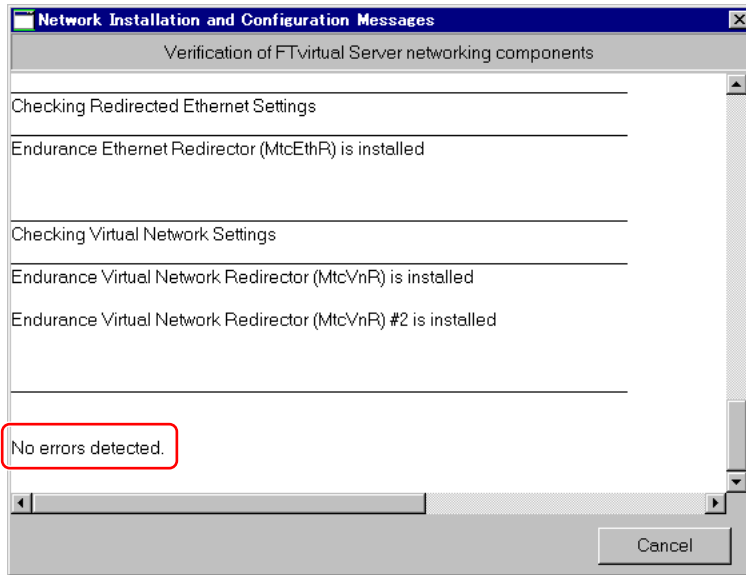 Network Installation and Configuration Messages
Verification of FTvirtual Server networking components
Checking Redirected Ethernet Settings
Endurance Ethernet Redirector (MtcEthR) is installed
Checking Virtual Network Settings
Endurance Virtual Network Redirector (MtcVnR) is installed
Endurance Virtual Network Redirector (MtcVnR) #2 is installed
No errors detected.
Cancel